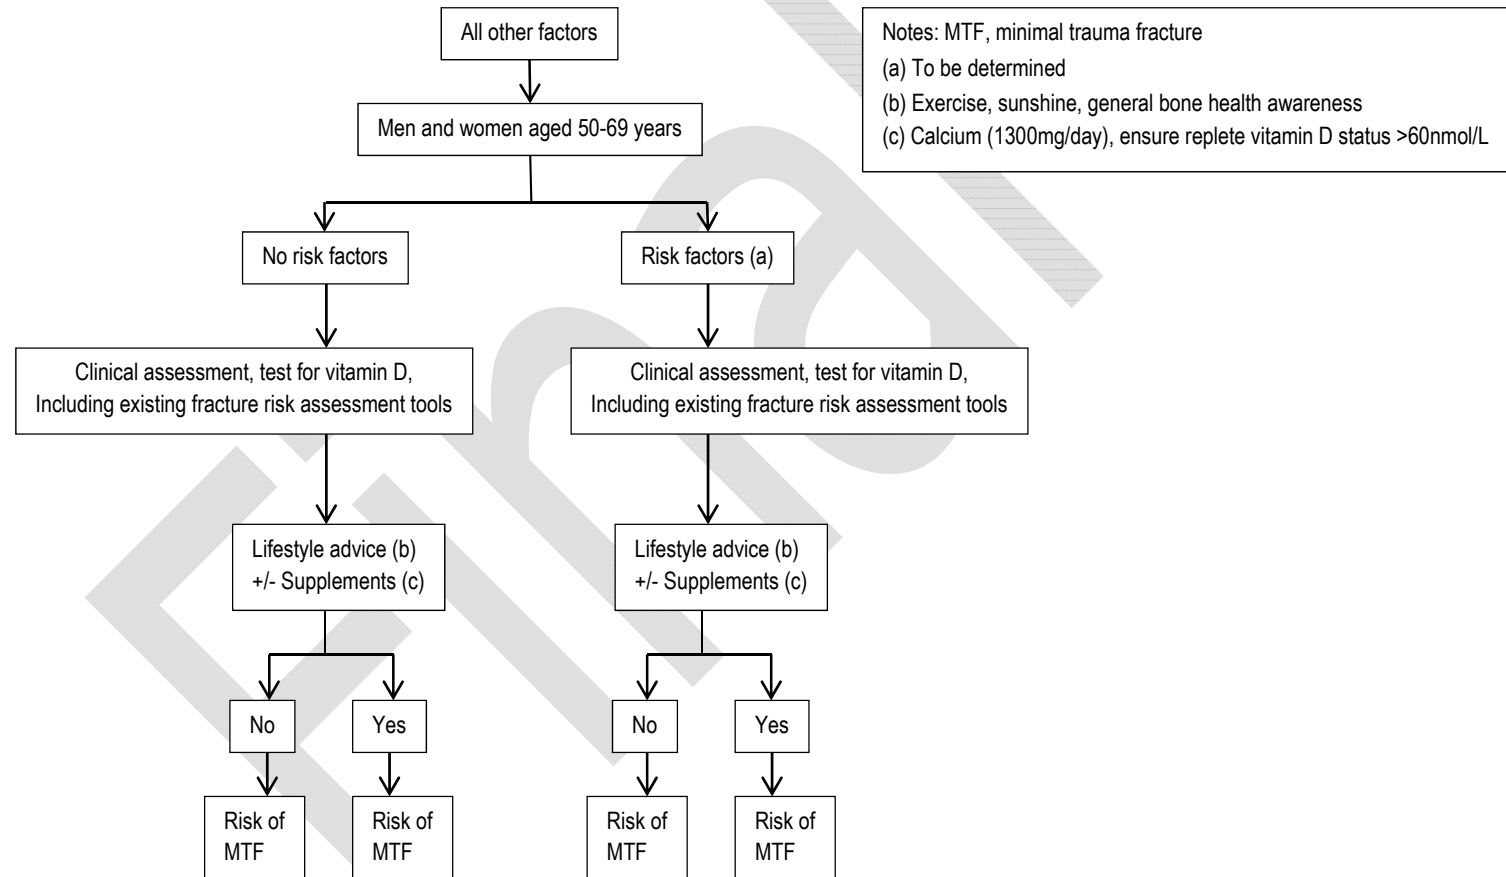 All other factors
Notes: MTF, minimal trauma fracture
(a) To be determined
(b) Exercise, sunshine, general bone health awareness
(c) Calcium (1300mg/day), ensure replete vitamin D status >60nmol/L
Men and women aged 50-69 years
No risk factors
Risk factors (a)
Clinical assessment, test for vitamin D,
Including existing fracture risk assessment tools
Clinical assessment, test for vitamin D,
Including existing fracture risk assessment tools
Lifestyle advice (b)
+/- Supplements (c)
Lifestyle advice (b)
+/- Supplements (c)
No
Yes
No
Yes
Risk of
MTF
Risk of
MTF
Risk of
MTF
Risk of
MTF
Final